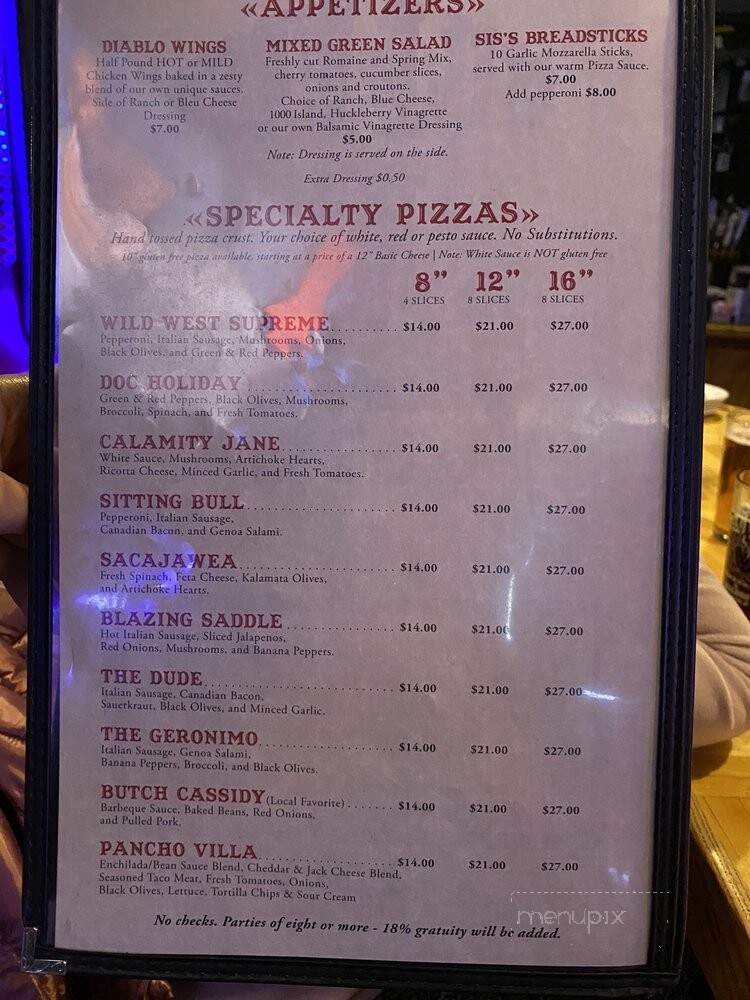 «APPETIZERS»
DIABLO WINGS
Half Pound HOT or MILD
Chicken Wings baked in a zesty
blend of our own unique sauces.
Side of Ranch or Bleu Cheese
Dressing
$7.00
MIXED GREEN SALAD
Freshly cut Romaine and Spring Mix,
cherry tomatoes, cucumber slices,
onions and croutons.
Choice of Ranch, Blue Cheese,
1000 Island, Huckleberry Vinagrette
or our own Balsamic Vinagrette Dressing
$5.00
Note: Dressing is served on the side.
Extra Dressing $0.50
SIS'S BREADSTICKS
10 Garlic Mozzarella Sticks,
served with our warm Pizza Sauce.
$7.00
Add pepperoni $8.00
«SPECIALTY PIZZAS»
Hand tossed pizza crust. Your choice of white, red or pesto sauce. No Substitutions.
10" gluten free pizza available, starting at a price of a 12" Basic Cheese | Note: White Sauce is NOT gluten free
8" 12" 16"
4 SLICES 8 SLICES 8 SLICES
WILD WEST SUPREME.......... $14.00 $21.00 $27.00
Pepperoni, Italian Sausage, Mushrooms, Onions,
Black Olives, and Green & Red Peppers.
DOC HOLIDAY ..................... $14.00 $21.00 $27.00
Green & Red Peppers, Black Olives, Mushrooms,
Broccoli, Spinach, and Fresh Tomatoes.
CALAMITY JANE................ $14.00 $21.00 $27.00
White Sauce, Mushrooms, Artichoke Hearts,
Ricotta Cheese, Minced Garlic, and Fresh Tomatoes.
SITTING BULL..................... $14.00 $21.00 $27.00
Pepperoni, Italian Sausage,
Canadian Bacon, and Genoa Salami.
SACAJAWEA...................... $14.00 $21.00 $27.00
Fresh Spinach, Feta Cheese, Kalamata Olives,
and Artichoke Hearts.
BLAZING SADDLE ............... $14.00 $21.00 $27.00
Hot Italian Sausage, Sliced Jalapenos,
Red Onions, Mushrooms, and Banana Peppers.
THE DUDE.......................... $14.00 $21.00 $27.00
Italian Sausage, Canadian Bacon,
Sauerkraut, Black Olives, and Minced Garlic.
THE GERONIMO................... $14.00 $21.00 $27.00
Italian Sausage, Genoa Salami,
Banana Peppers, Broccoli, and Black Olives.
BUTCH CASSIDY (Local Favorite) ....... $14.00 $21.00 $27.00
Barbeque Sauce, Baked Beans, Red Onions,
and Pulled Pork.
PANCHO VILLA................... $14.00 $21.00 $27.00
Enchilada/Bean Sauce Blend, Cheddar & Jack Cheese Blend,
Seasoned Taco Meat, Fresh Tomatoes, Onions,
Black Olives, Lettuce, Tortilla Chips & Sour Cream
No checks. Parties of eight or more - 18% gratuity will be added.
menupix